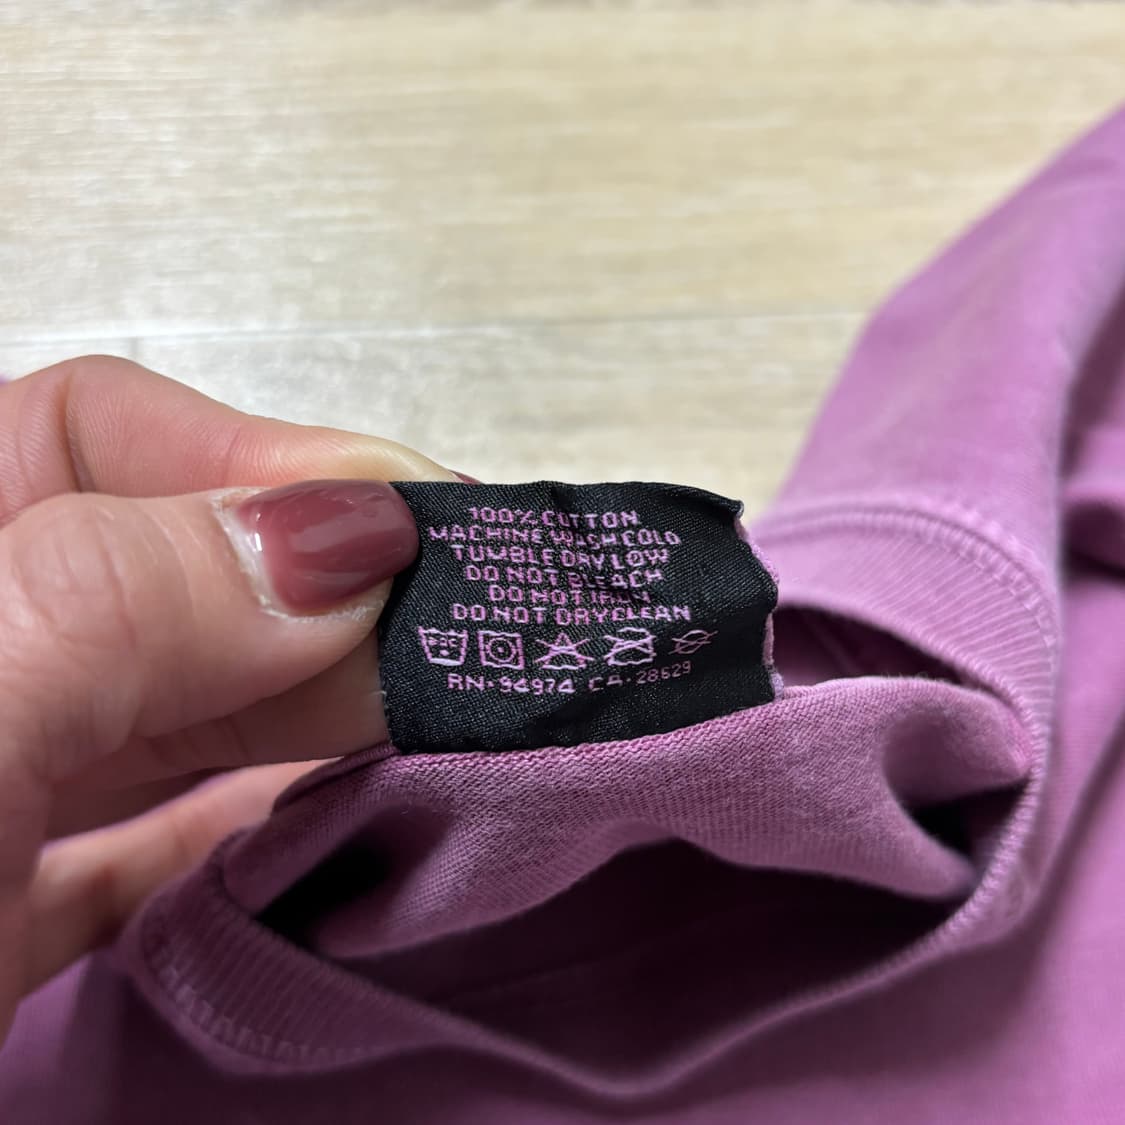 100% COTTON
MACHINE WASH COLD
TUMBLE DRY LOW
DO NOT BLEACH
DO NOT IRON
DO NOT DRYCLEAN
RN· CA·28629